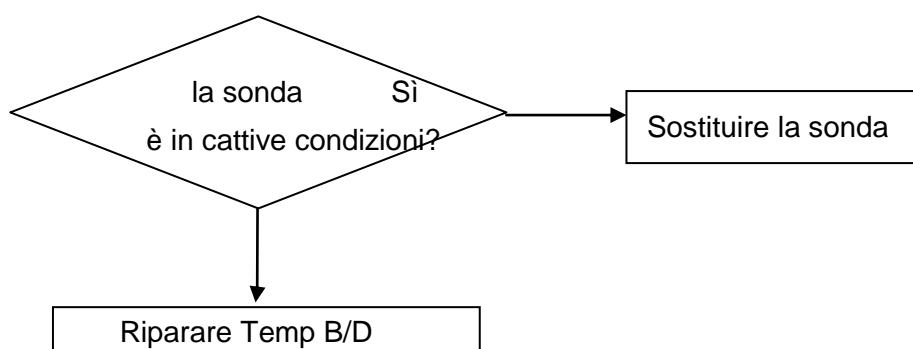 la sonda Sì
è in cattive condizioni?
Sostituire la sonda
Riparare Temp B/D